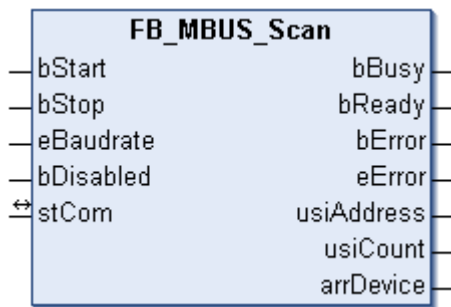 FB_MBUS_Scan
bStart bBusy
bStop bReady
eBaudrate bError
bDisabled eError
stCom usiAddress
usiCount
arrDevice